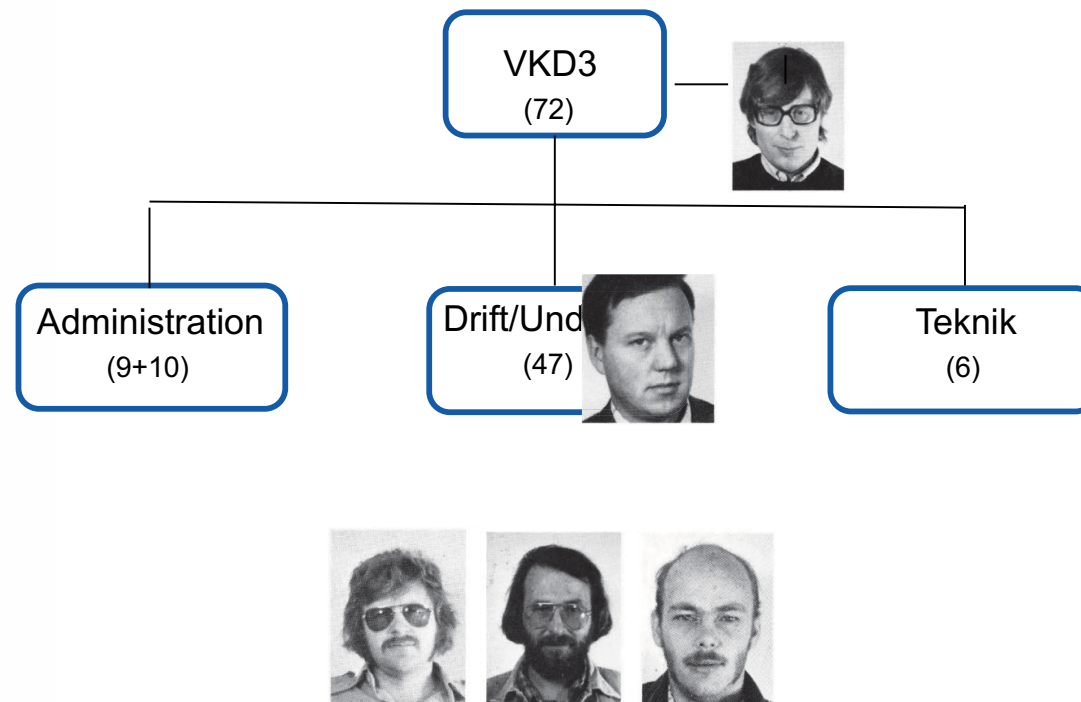 VKD3
(72)
Administration
(9+10)
Drift/Und
(47)
Teknik
(6)